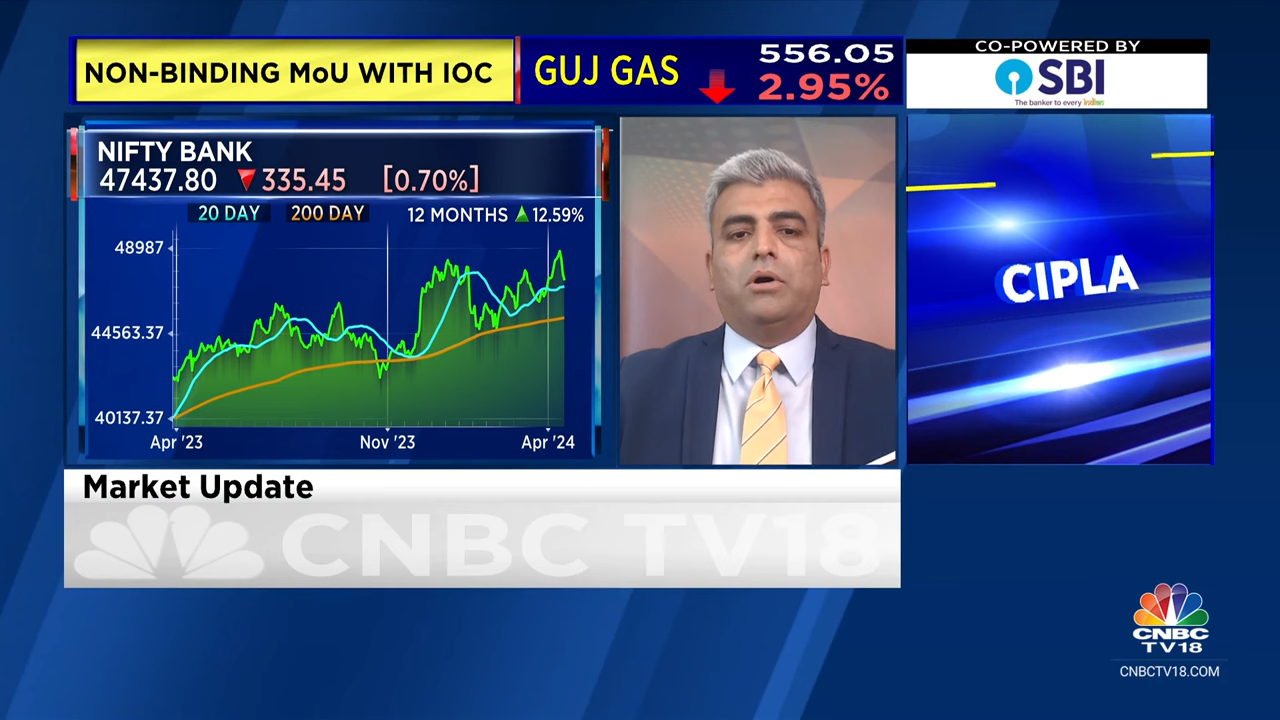 NON-BINDING MoU WITH IOC
GUJ GAS
556.05
2.95%
CO-POWERED BY
SBI
The banker to every Indian
NIFTY BANK
47437.80 335.45 [0.70%]
20 DAY 200 DAY 12 MONTHS 12.59%
48987
44563.37
40137.37
Apr '23 Nov '23 Apr '24
CIPLA
Market Update
CNBC TV18
CNBC
TV18
CNBCTV18.COM